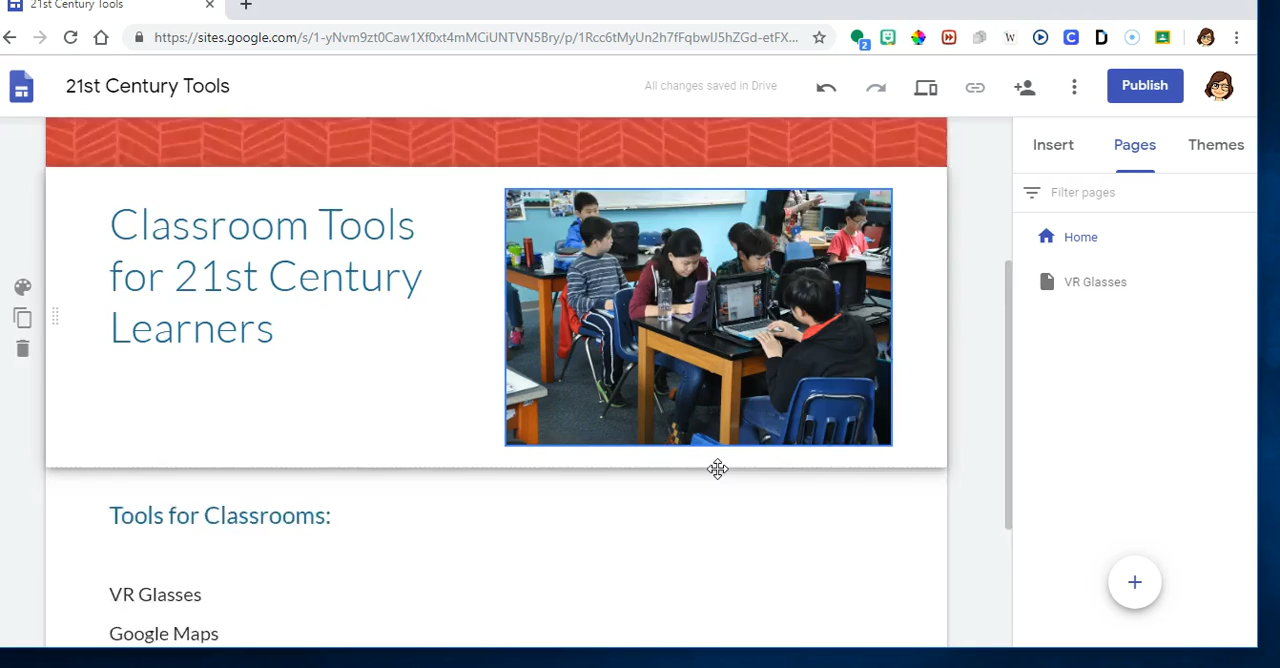 21st Century Tools
https://sites.google.com/s/1-yNvm9zt0Caw1Xf0xt4mMCiUNTVN5Bry/p/1Rcc6tMyUn2h7fFqbwIJ5hZGd-etFX...
2
W
C
D
21st Century Tools
All changes saved in Drive
Publish
Insert
Pages
Themes
Filter pages
Home
VR Glasses
Classroom Tools
for 21st Century
Learners
Tools for Classrooms:
VR Glasses
Google Maps